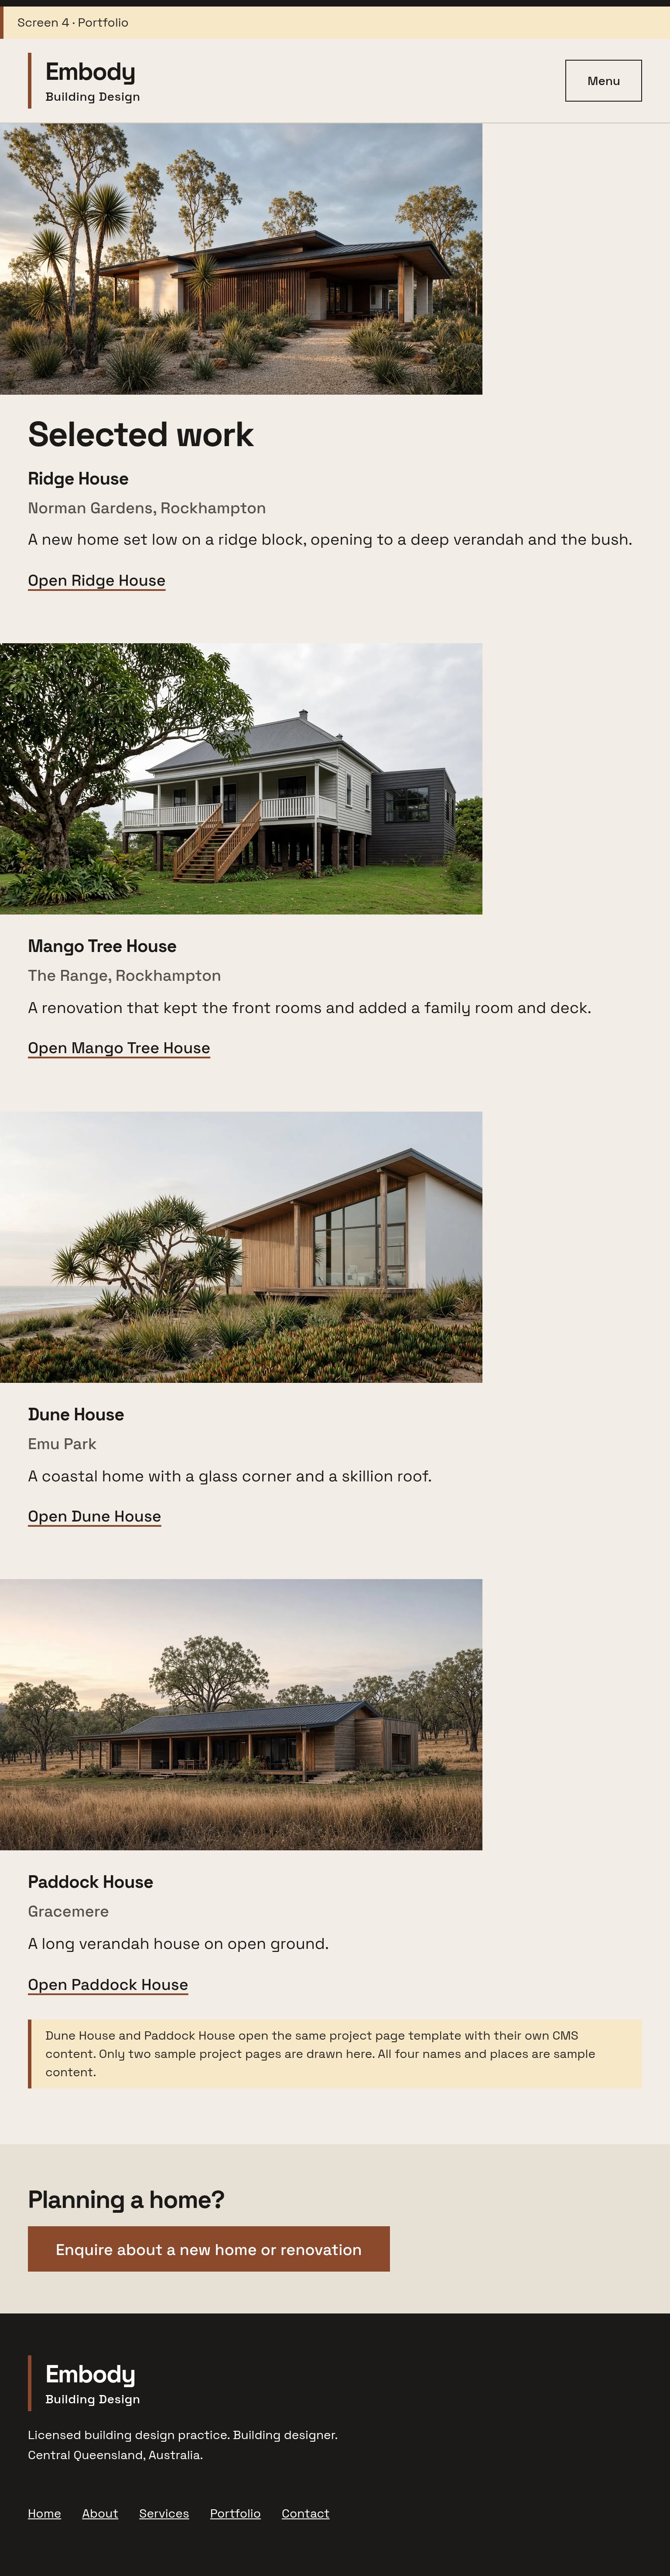 Screen 4 · Portfolio
Embody
Building Design
Menu
Selected work
Ridge House
Norman Gardens, Rockhampton
A new home set low on a ridge block, opening to a deep verandah and the bush.
Open Ridge House
Mango Tree House
The Range, Rockhampton
A renovation that kept the front rooms and added a family room and deck.
Open Mango Tree House
Dune House
Emu Park
A coastal home with a glass corner and a skillion roof.
Open Dune House
Paddock House
Gracemere
A long verandah house on open ground.
Open Paddock House
Dune House and Paddock House open the same project page template with their own CMS
content. Only two sample project pages are drawn here. All four names and places are sample
content.
Planning a home?
Enquire about a new home or renovation
Embody
Building Design
Licensed building design practice. Building designer.
Central Queensland, Australia.
Home About Services Portfolio Contact